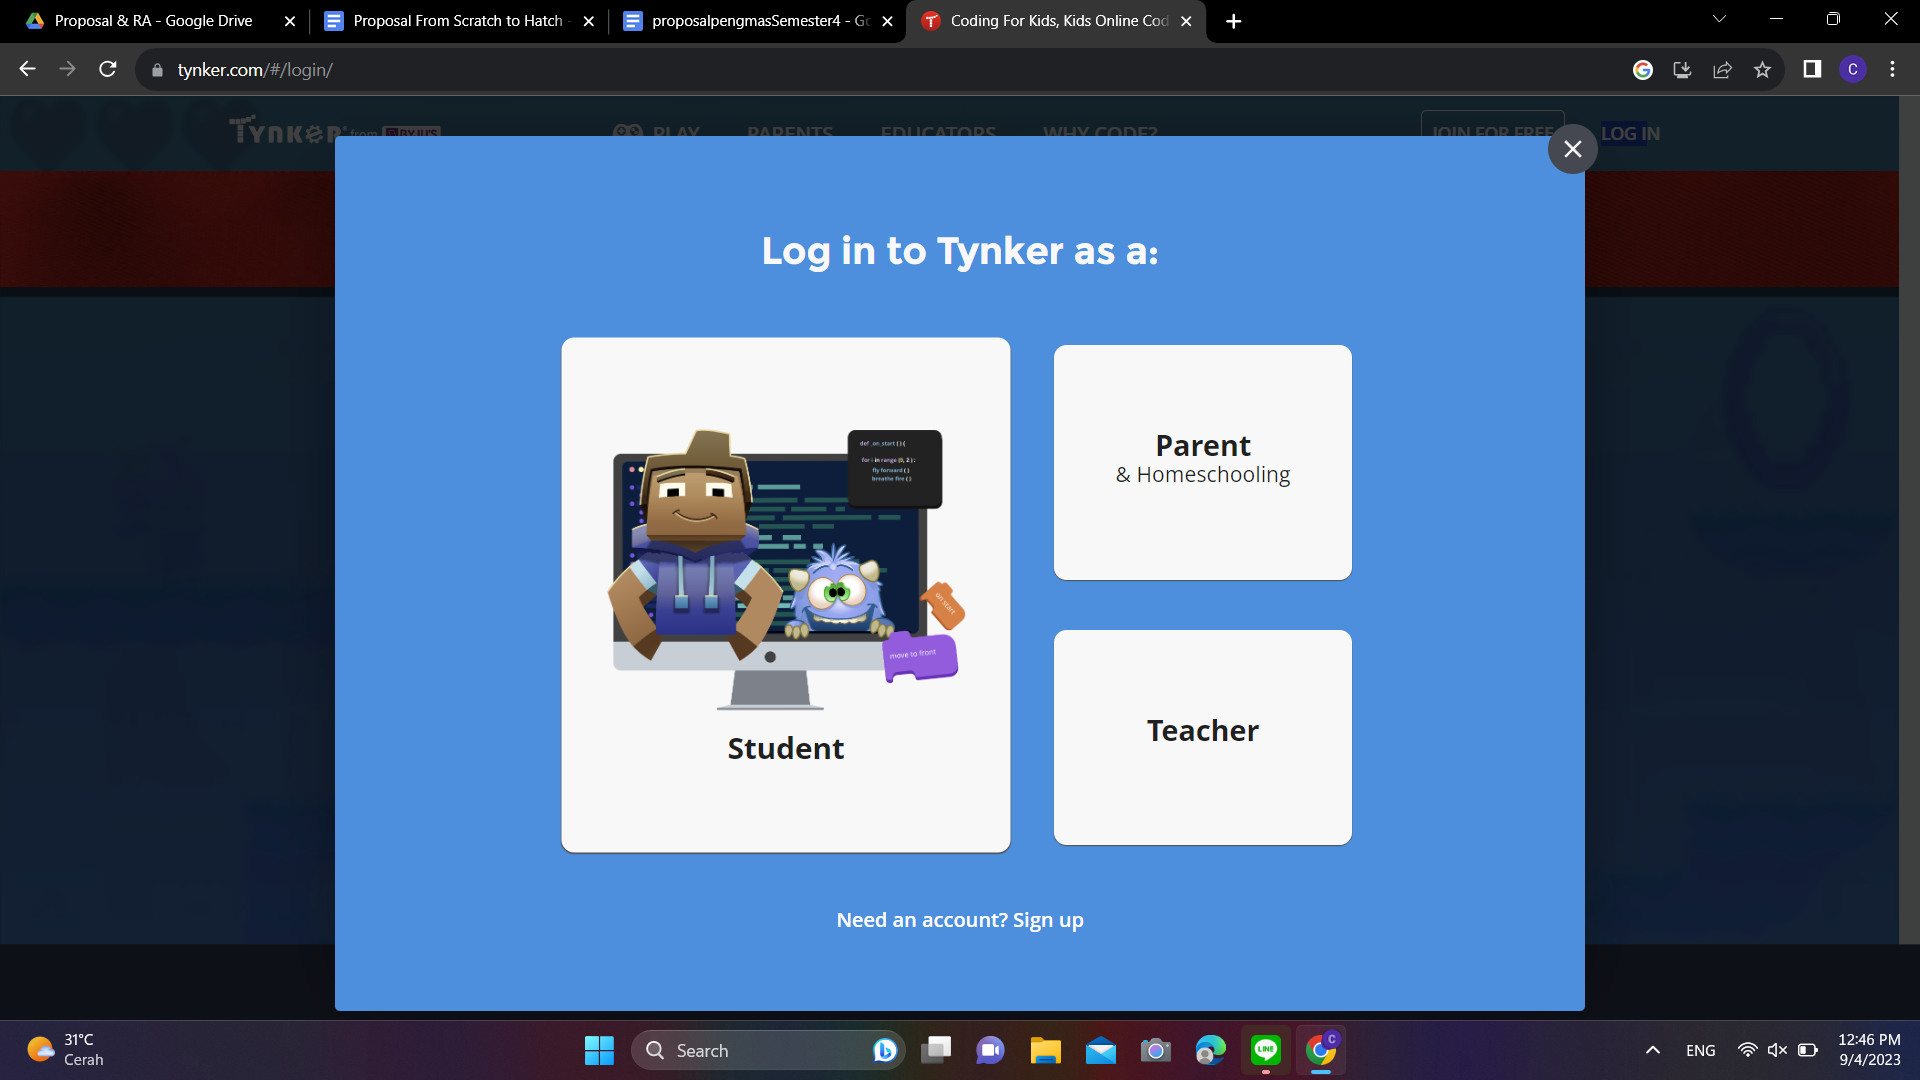 Proposal & RA - Google Drive
Proposal From Scratch to Hatch -
proposalpengmasSemester4 - Go
Coding For Kids, Kids Online Cod
tynker.com/#/login/
C
TYNKER from BYJU'S
PLAY
PARENTS
EDUCATORS
WHY CODE?
JOIN FOR FREE
LOG IN
Log in to Tynker as a:
def _on_start () {
for i in range (0, 2 ) :
fly forward ( )
breathe fire ( )
on start
move to front
Student
Parent
& Homeschooling
Teacher
Need an account? Sign up
31°C
Cerah
Search
LINE
C
ENG
12:46 PM
9/4/2023